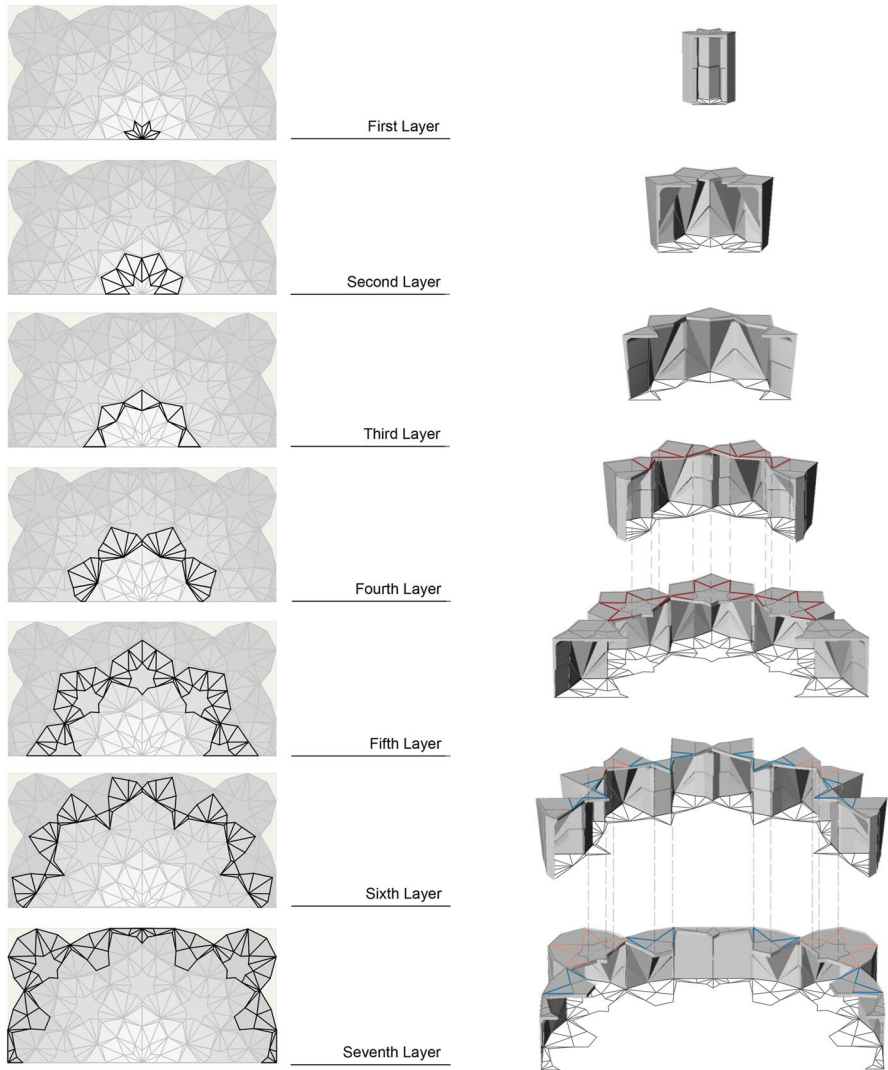 First Layer
Second Layer
Third Layer
Fourth Layer
Fifth Layer
Sixth Layer
Seventh Layer